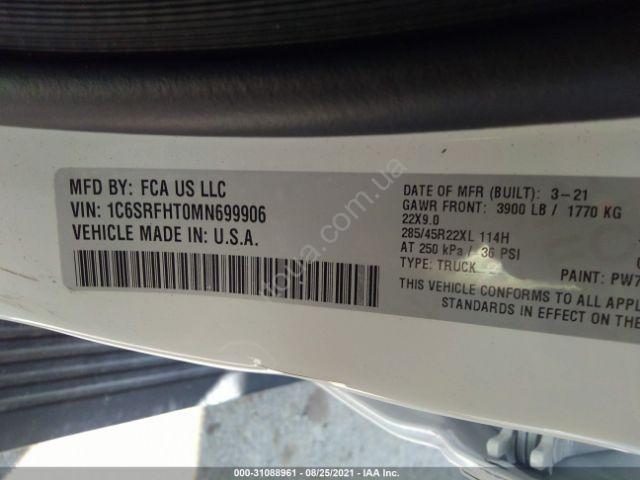 MFD BY: FCA US LLC
VIN: 1C6SRFHT0MN699906
VEHICLE MADE IN: U.S.A.
DATE OF MFR (BUILT): 3-21
GAWR FRONT: 3900 LB / 1770 KG
22X9.0
285/45R22XL 114H
AT 250 kPa / 36 PSI
TYPE: TRUCK
PAINT: PW7
THIS VEHICLE CONFORMS TO ALL APPL
STANDARDS IN EFFECT ON THE
000-31088961 - 08/25/2021 - IAA Inc.